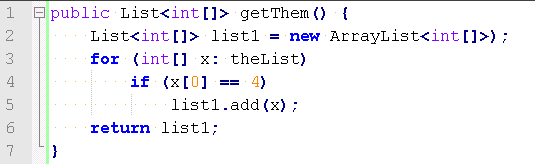 1 public List<int[]> getThem() {
2 List<int[]> list1 = new ArrayList<int[]>);
3 for (int[] x: theList)
4 if (x[0] == 4)
5 list1.add(x);
6 return list1;
7 }